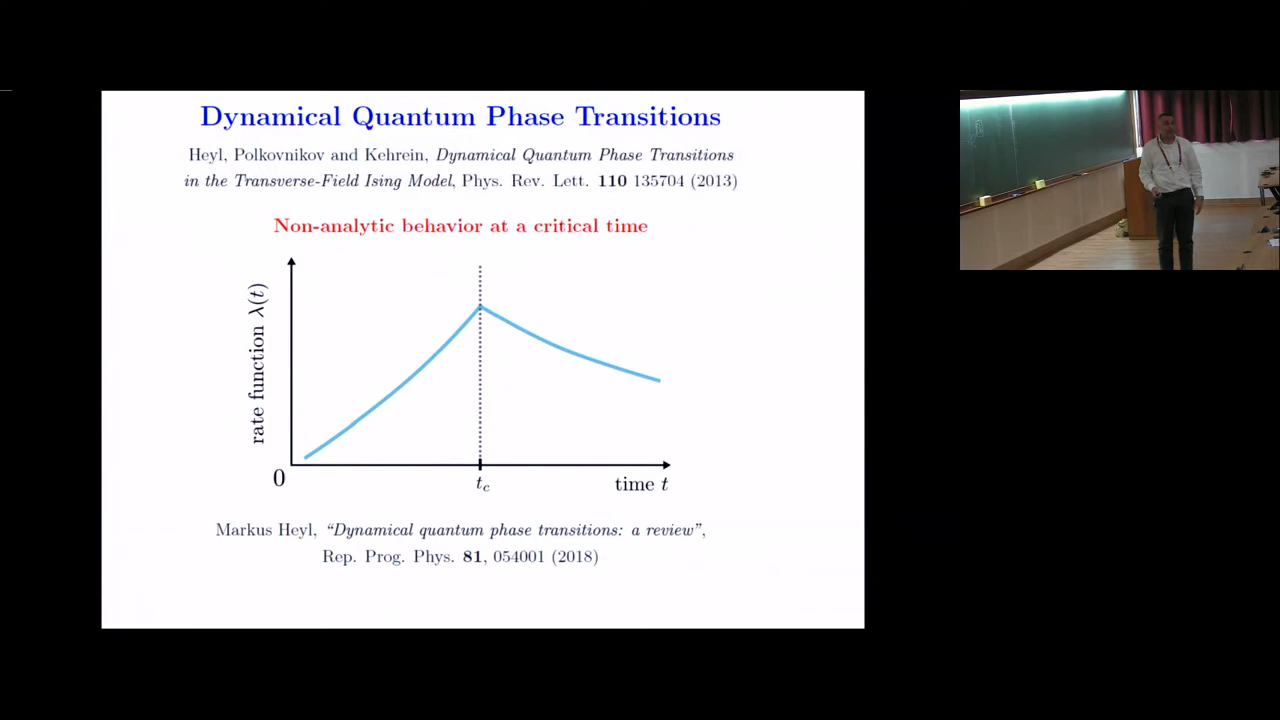 Dynamical Quantum Phase Transitions
Heyl, Polkovnikov and Kehrein, Dynamical Quantum Phase Transitions
in the Transverse-Field Ising Model, Phys. Rev. Lett. 110 135704 (2013)
Non-analytic behavior at a critical time
rate function λ(t)
0
t_c
time t
Markus Heyl, “Dynamical quantum phase transitions: a review”,
Rep. Prog. Phys. 81, 054001 (2018)